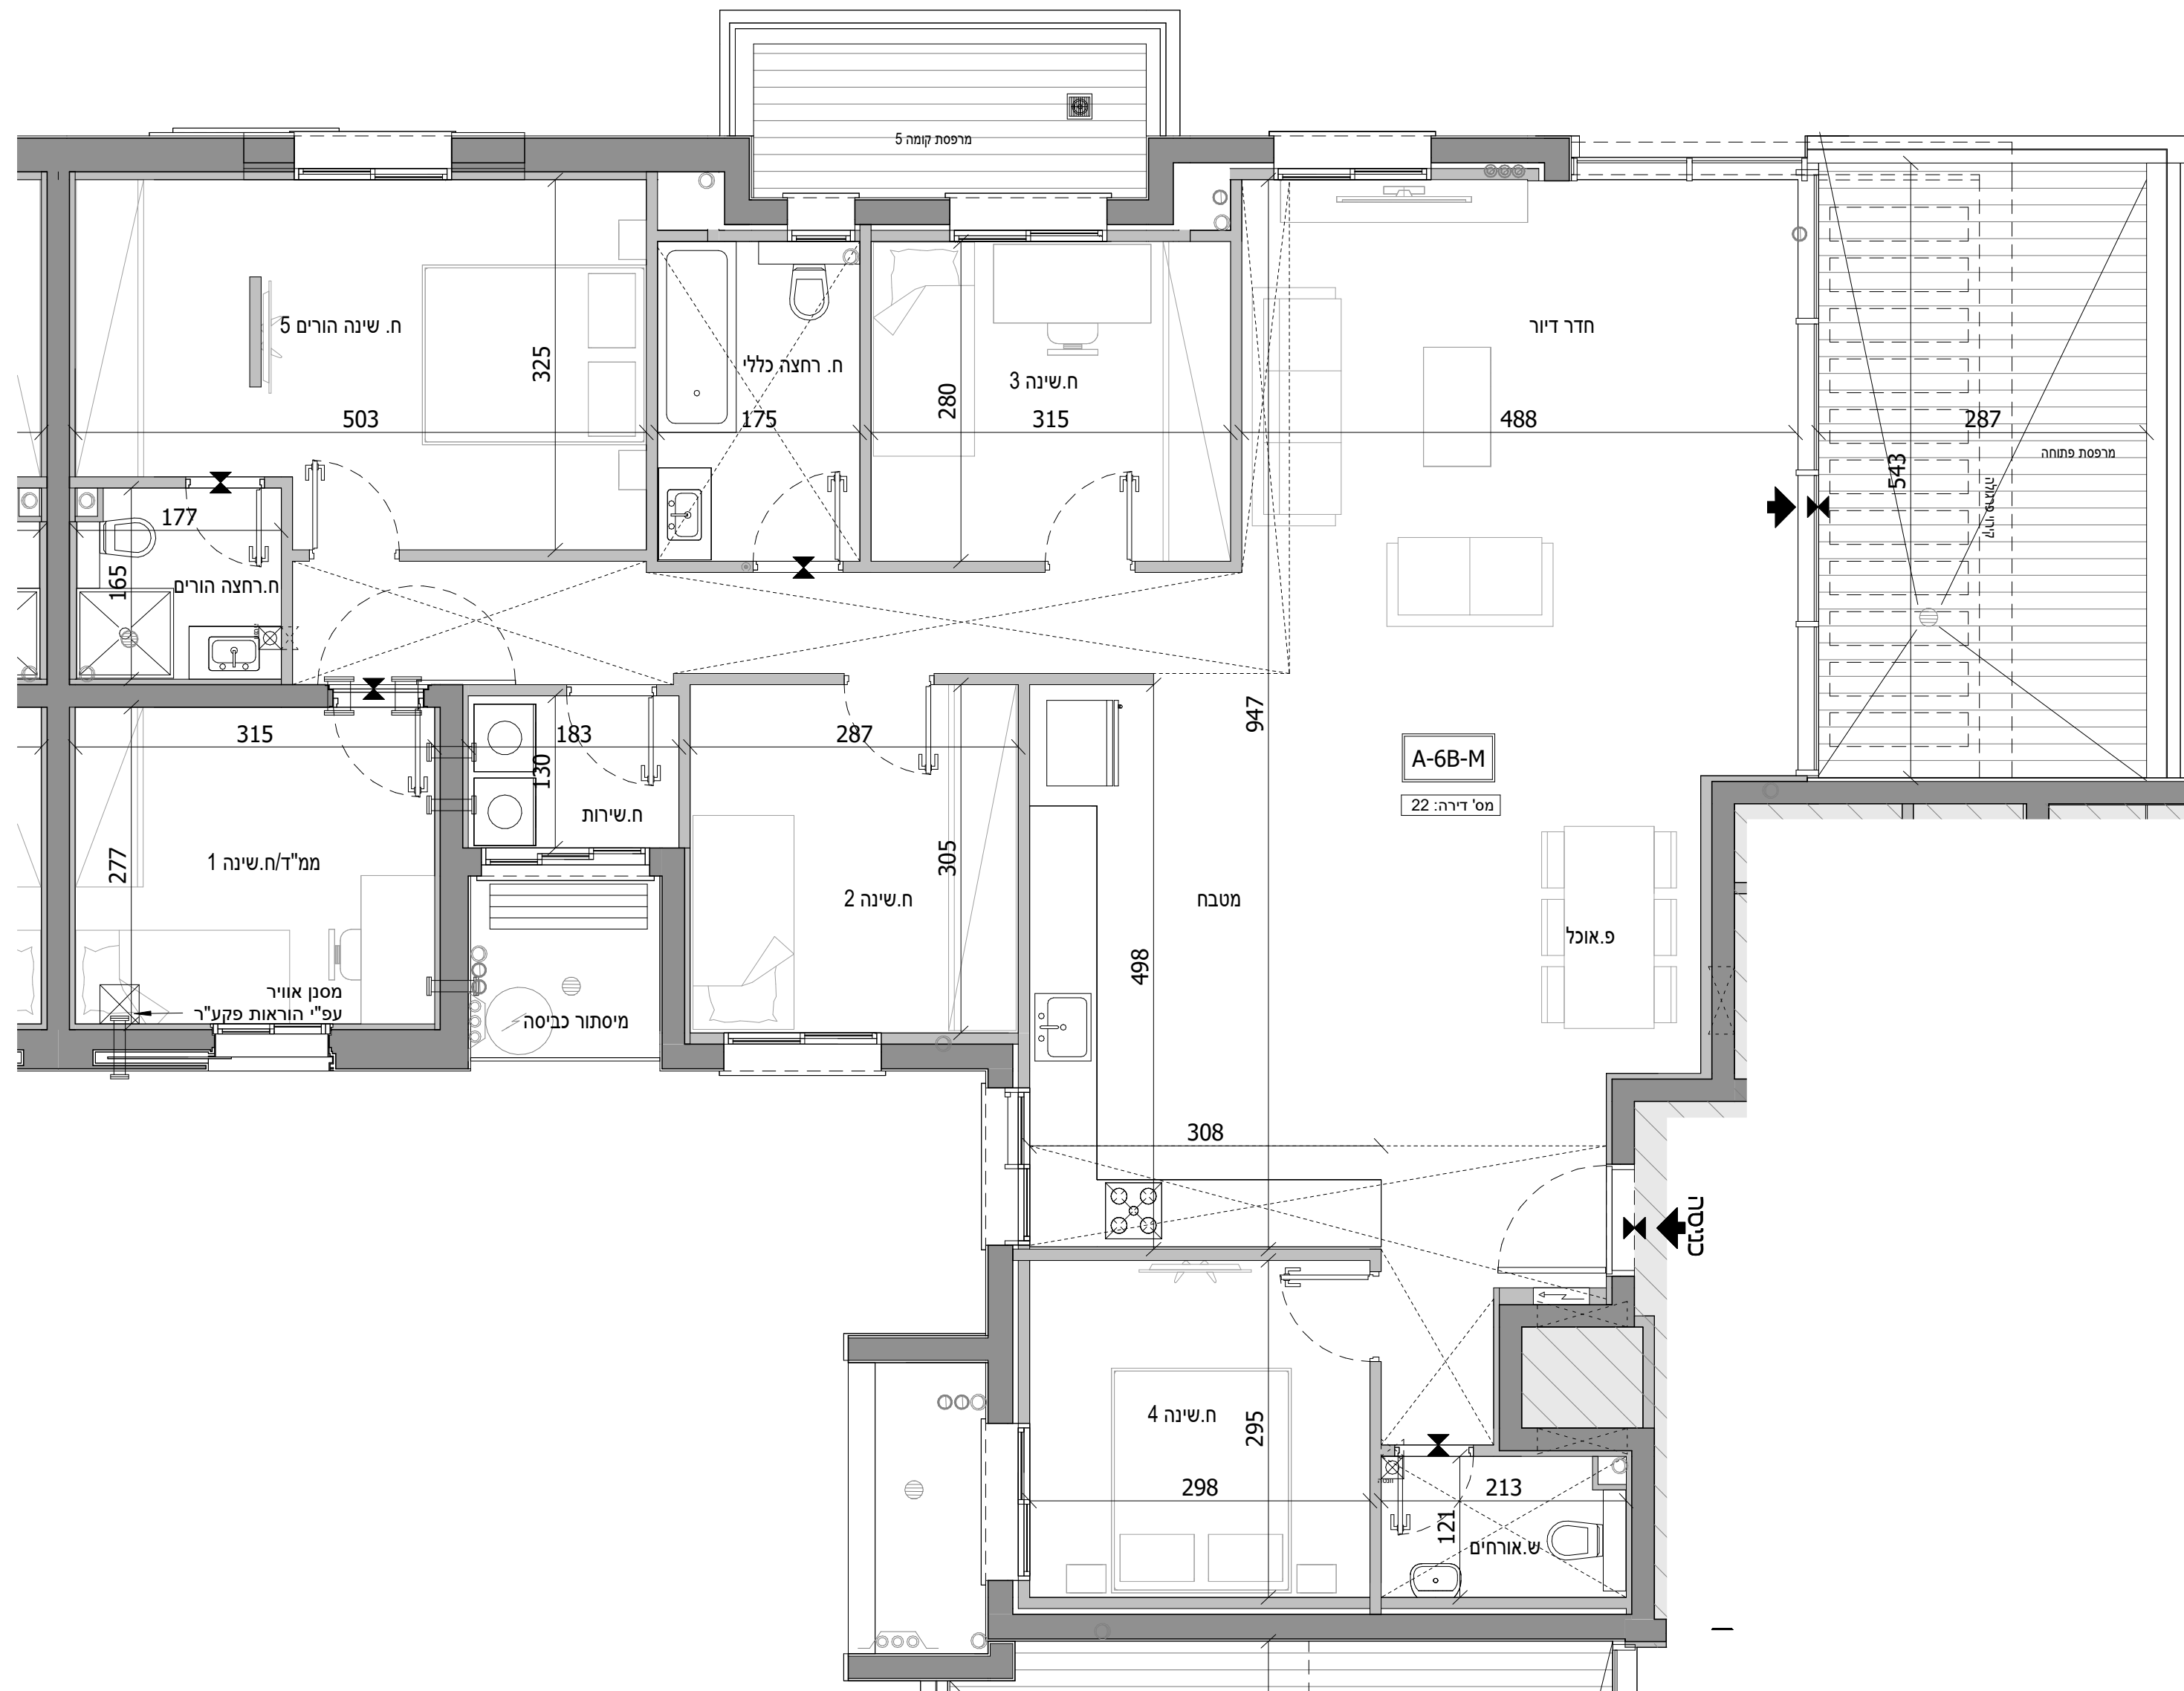 מרפסת קומה 5
ח. שינה הורים 5
325
503
ח. רחצה כללי
175
ח.שינה 3
280
315
חדר דיור
488
287
543
מרפסת פתוחה
קירוי פרגולה
177
165
ח.רחצה הורים
315
277
ממ"ד/ח.שינה 1
מסנן אוויר
עפ"י הוראות פקע"ר
183
130
ח.שירות
מיסתור כביסה
287
305
ח.שינה 2
947
A-6B-M
מס' דירה: 22
מטבח
498
פ.אוכל
308
כניסה
ח.שינה 4
295
298
213
121
ש.אורחים